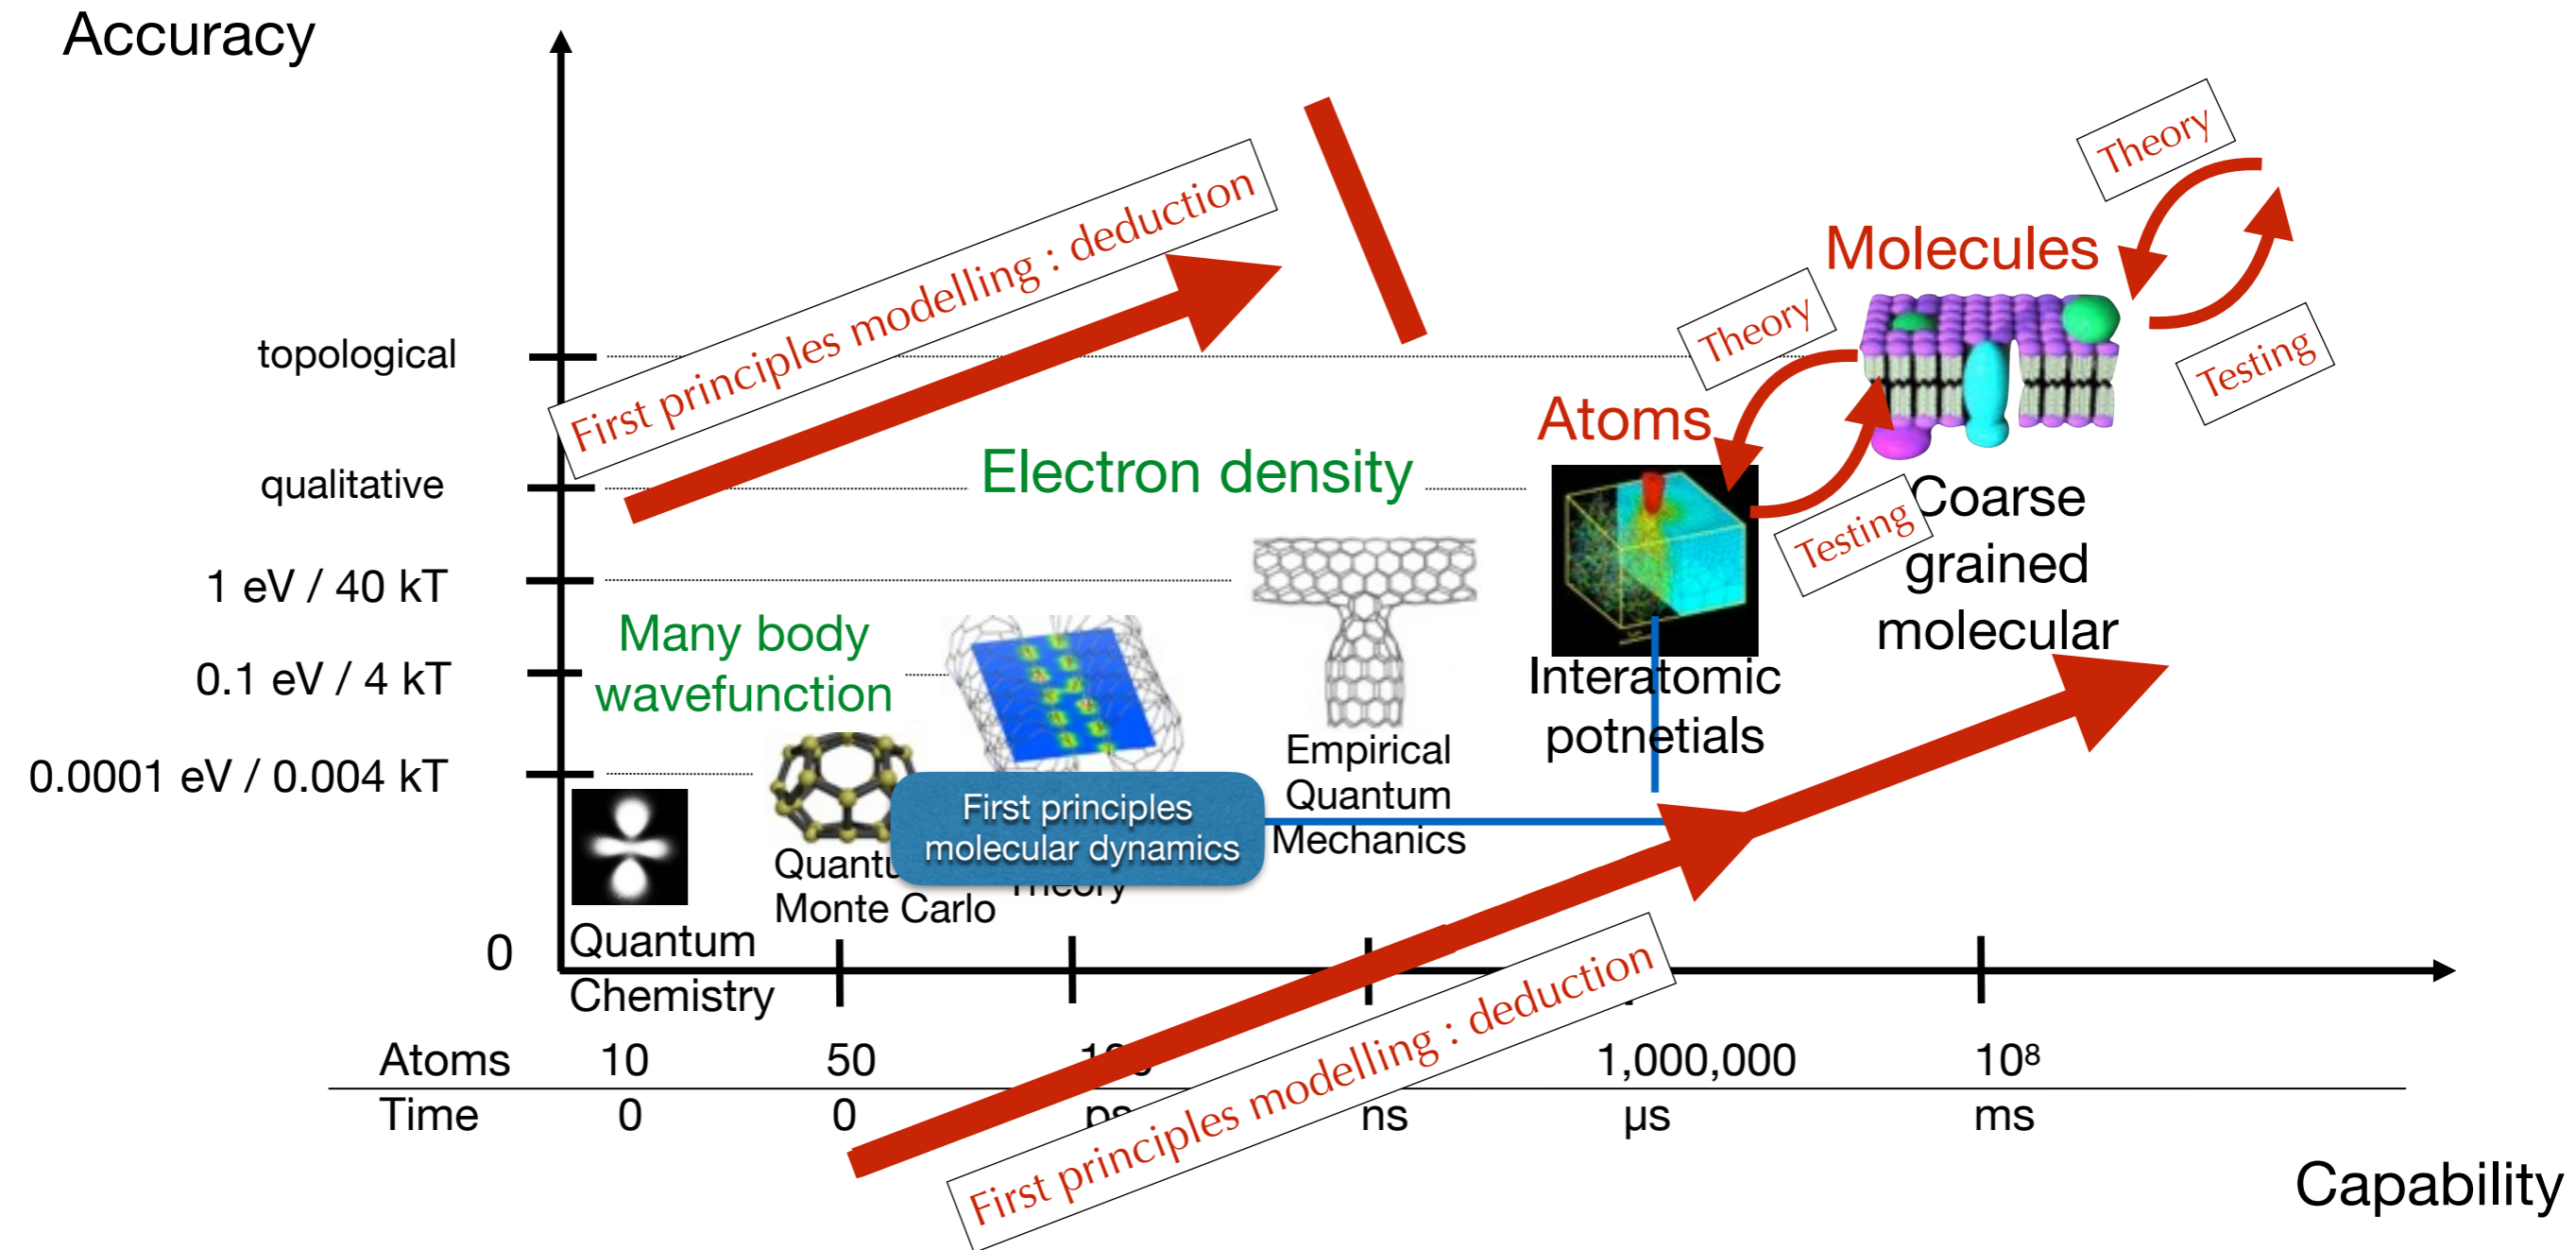 Accuracy
topological
qualitative
1 eV / 40 kT
0.1 eV / 4 kT
0.0001 eV / 0.004 kT
0
First principles modelling : deduction
Electron density
Many body
wavefunction
Theory
Molecules
Testing
Theory
Atoms
Testing
Coarse
grained
molecular
Interatomic
potnetials
Empirical
Quantum
Mechanics
First principles
molecular dynamics
Theory
Monte Carlo
Quantum
Chemistry
First principles modelling : deduction
Atoms 10 50 1,000,000 10⁸
Time 0 0 ps ns µs ms
Capability